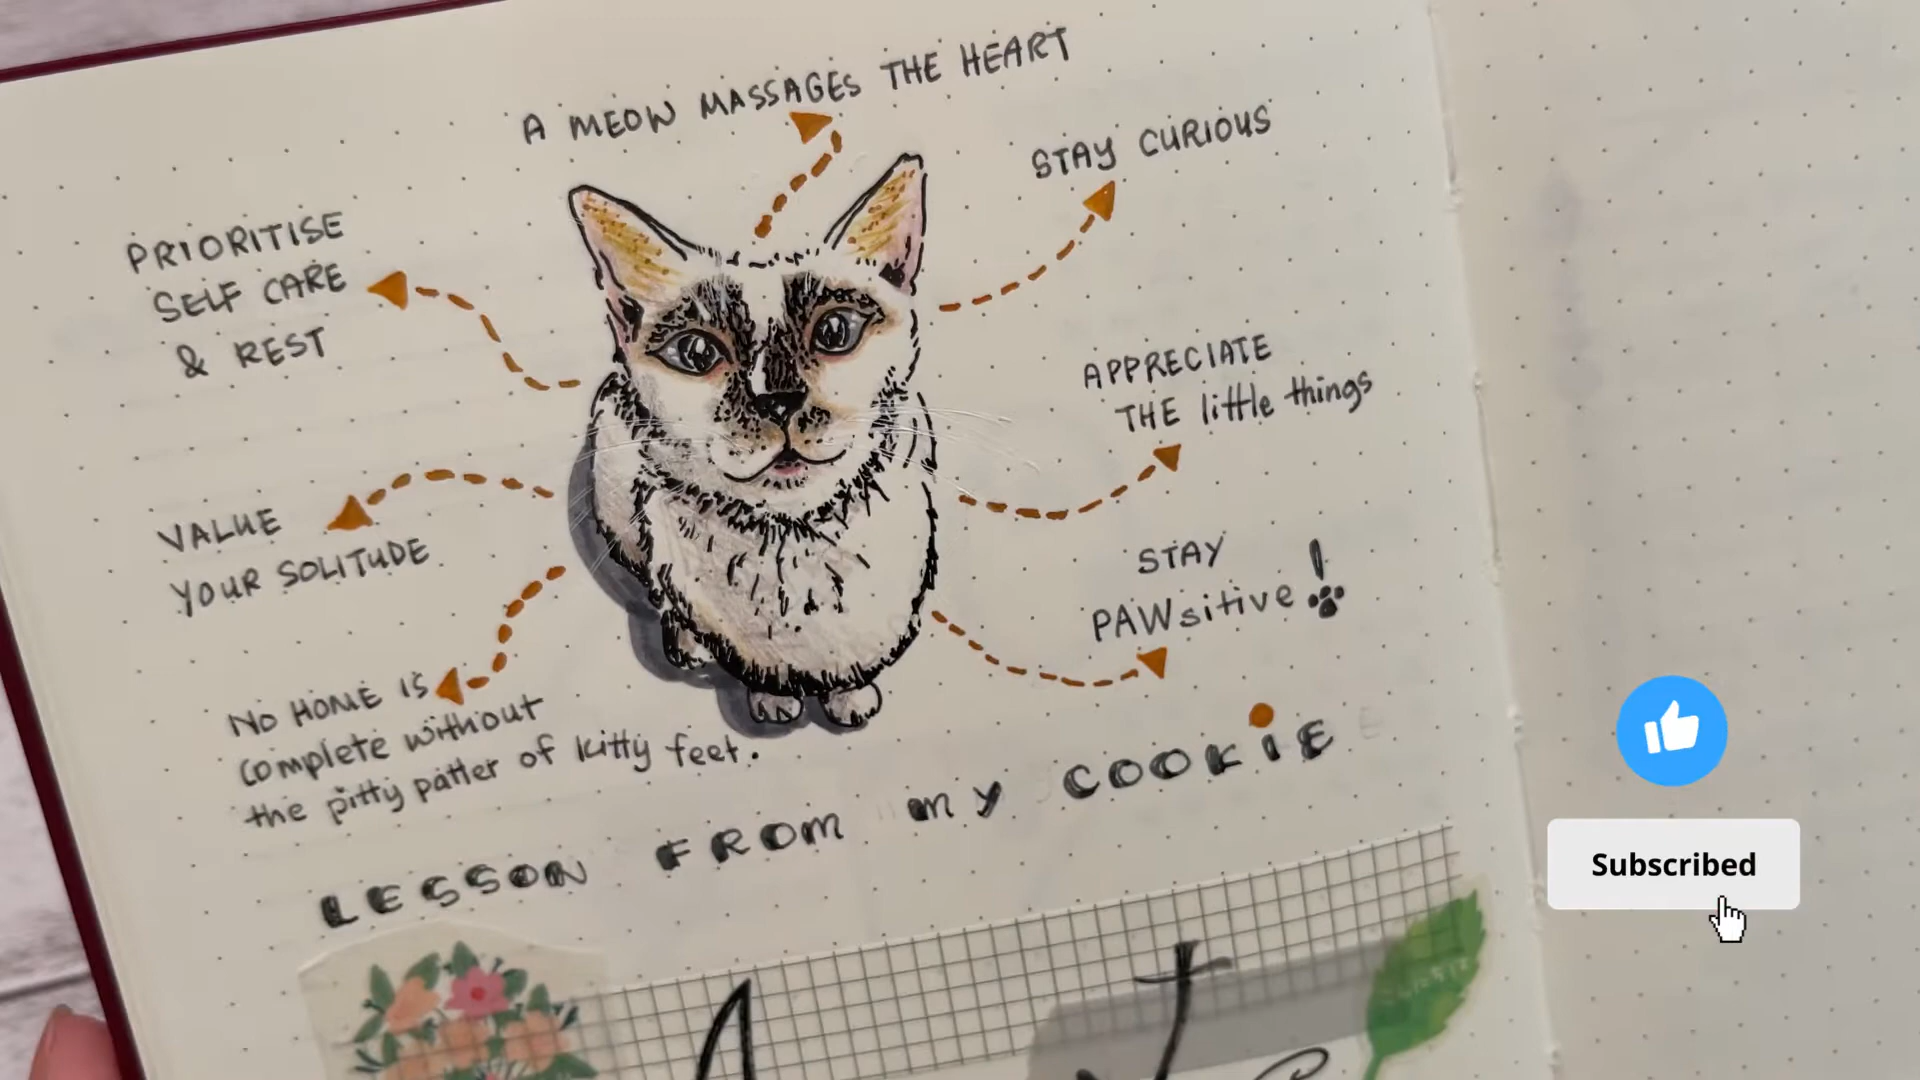 A MEOW MASSAGES THE HEART
STAY CURIOUS
PRIORITISE
SELF CARE
& REST
APPRECIATE
THE little things
VALUE
YOUR SOLITUDE
STAY
PAWsitive!
NO HOME IS
complete without
the pitty patter of kitty feet.
LESSON FROM my COOKIE
Subscribed